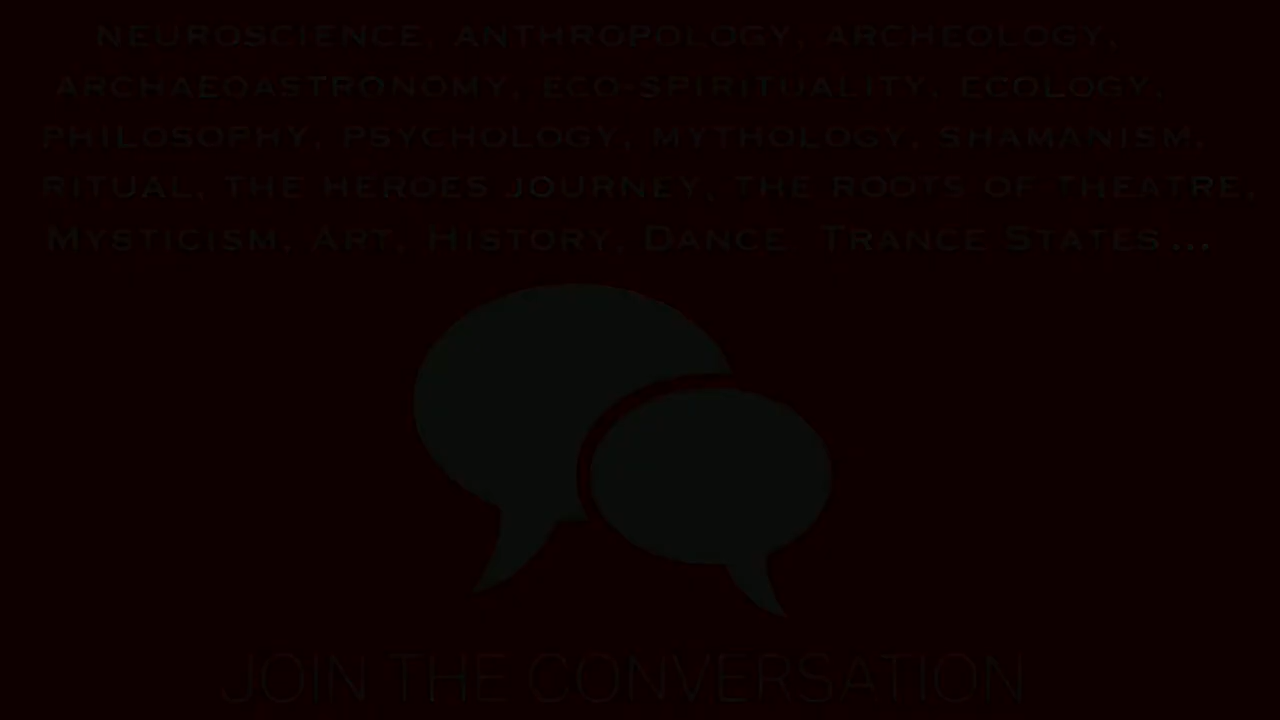 NEUROSCIENCE, ANTHROPOLOGY, ARCHEOLOGY,
ARCHAEOASTRONOMY, ECO-SPIRITUALITY, ECOLOGY,
PHILOSOPHY, PSYCHOLOGY, MYTHOLOGY, SHAMANISM,
RITUAL, THE HEROES JOURNEY, THE ROOTS OF THEATRE,
MYSTICISM, ART, HISTORY, DANCE, TRANCE STATES...
JOIN THE CONVERSATION